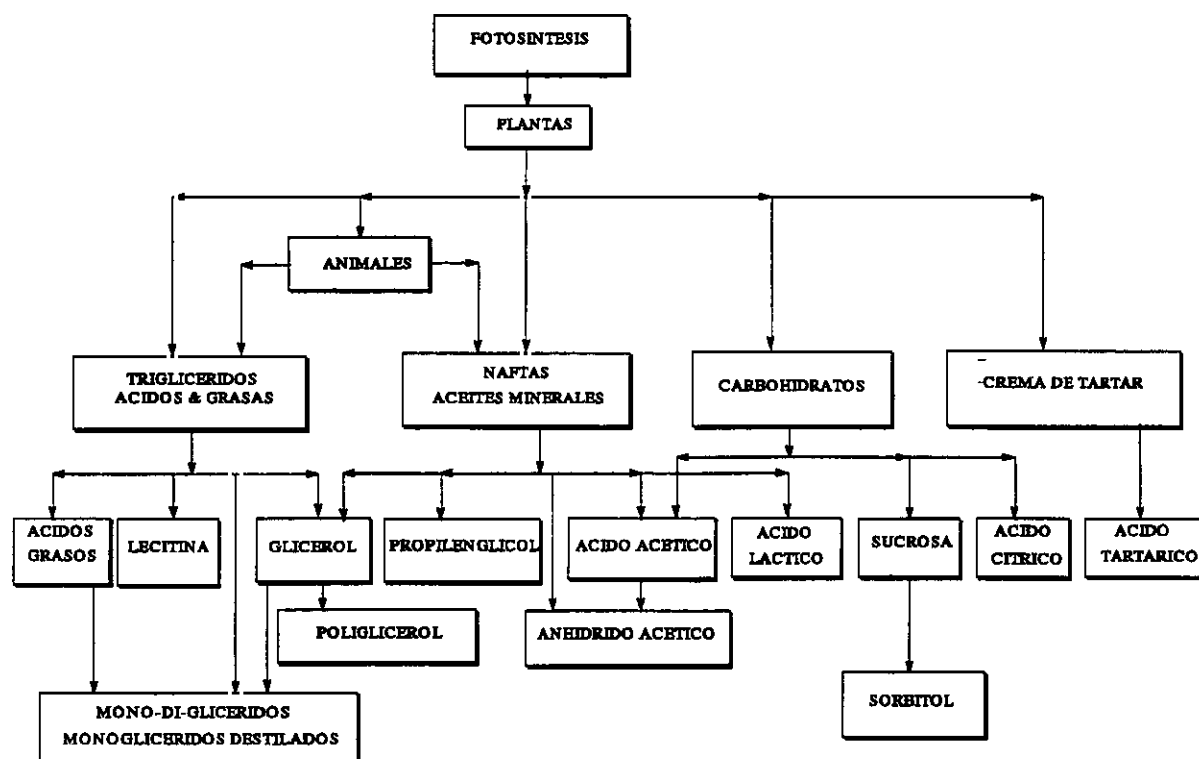 FOTOSINTESIS
PLANTAS
ANIMALES
TRIGLICERIDOS
ACIDOS & GRASAS
NAFTAS
ACEITES MINERALES
CARBOHIDRATOS
-CREMA DE TARTAR
ACIDOS
GRASOS
LECITINA
GLICEROL
PROPILENGLICOL
ACIDO ACETICO
ACIDO
LACTICO
SUCROSA
ACIDO
CITRICO
ACIDO
TARTARICO
POLIGLICEROL
ANHIDRIDO ACETICO
SORBITOL
MONO-DI-GLICERIDOS
MONOGLICERIDOS DESTILADOS